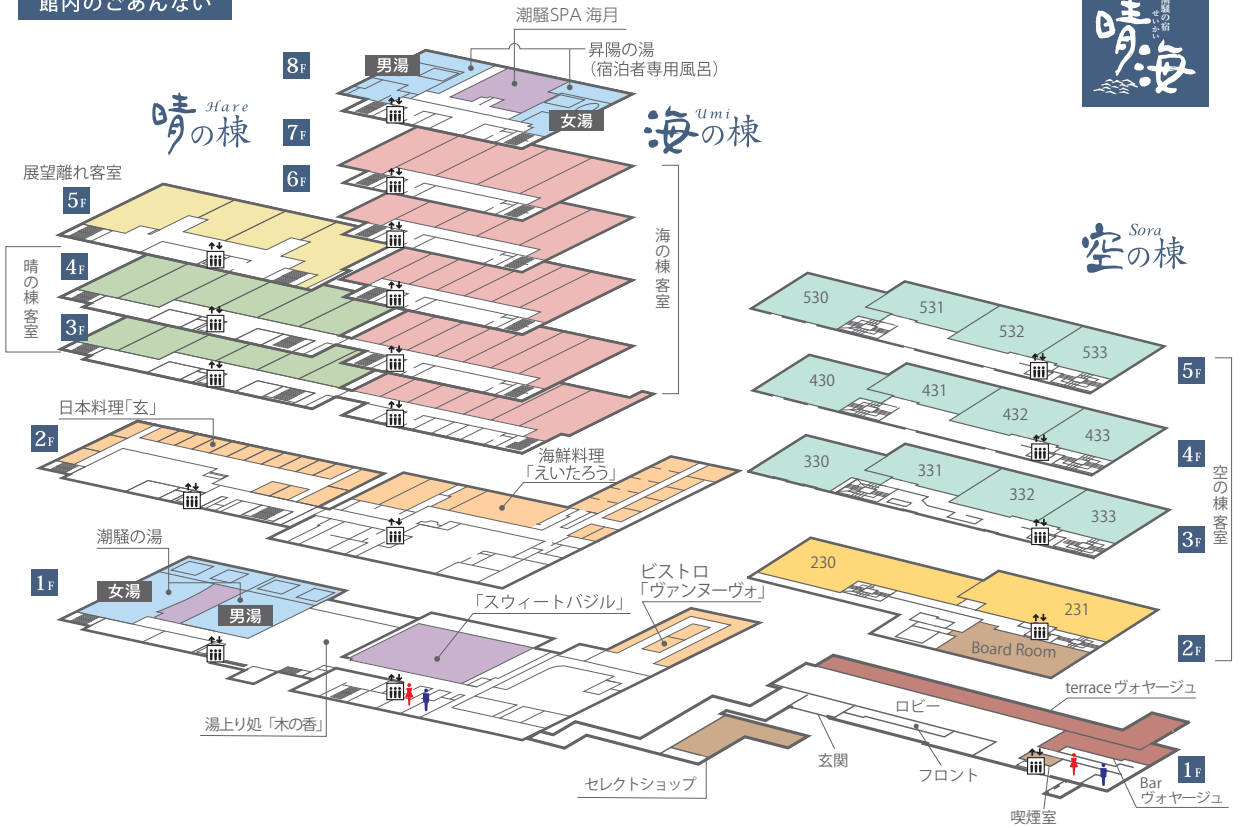 館内のごあんない
潮騒の宿
せいかい
晴海
潮騒SPA 海月
昇陽の湯
（宿泊者専用風呂）
8F
男湯
女湯
晴の棟
Hare
海の棟
Umi
7F
6F
展望離れ客室
5F
4F
3F
晴の棟 客室
海の棟 客室
空の棟
Sora
530
531
532
533
5F
430
431
432
433
4F
330
331
332
333
3F
空の棟 客室
230
231
Board Room
2F
日本料理「玄」
2F
海鮮料理
「えいたろう」
潮騒の湯
1F
女湯
男湯
「スウィートバジル」
ビストロ
「ヴァンヌーヴォ」
湯上り処「木の香」
セレクトショップ
terrace ヴォヤージュ
ロビー
玄関
フロント
1F
Bar
ヴォヤージュ
喫煙室